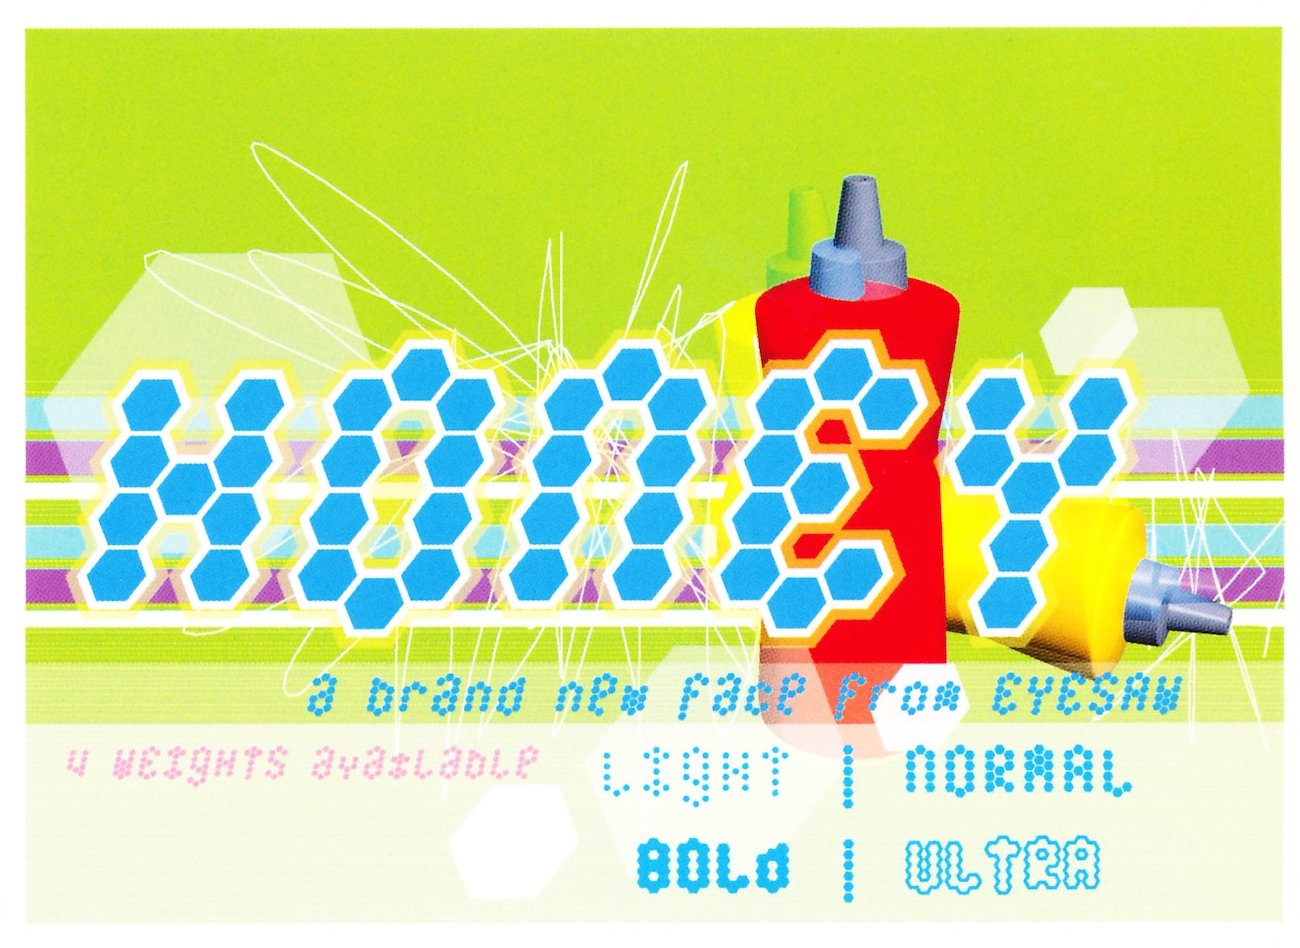 HONEY
a brand new face from EYESAW
4 WEIGHTS available
LIGHT | NORMAL
BOLd | ULTRA